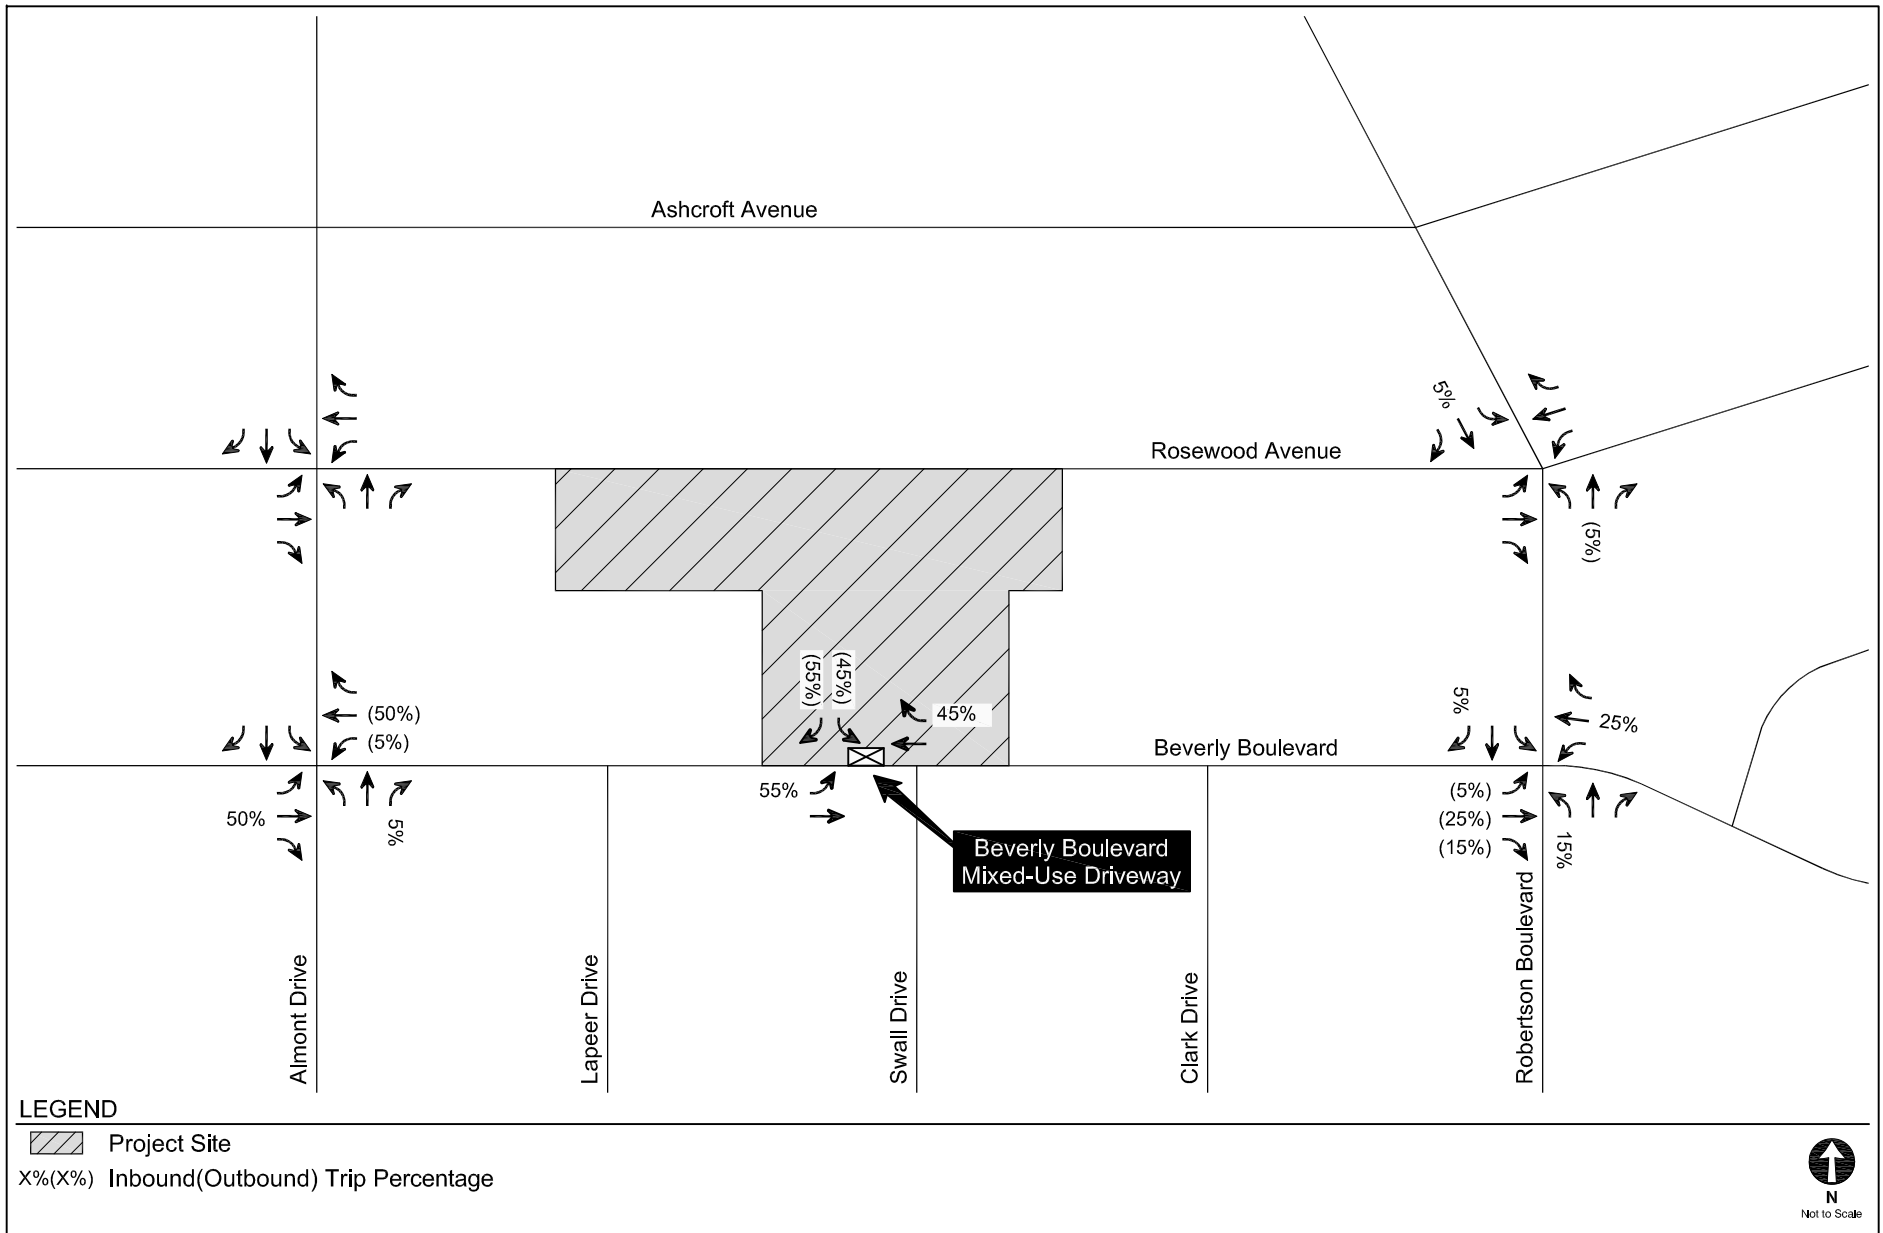 Ashcroft Avenue
5%
Rosewood Avenue
(5%)
(55%)
(45%)
45%
(50%)
(5%)
5%
25%
Beverly Boulevard
55%
50%
5%
(5%)
(25%)
(15%)
15%
Beverly Boulevard
Mixed-Use Driveway
Almont Drive
Lapeer Drive
Swall Drive
Clark Drive
Robertson Boulevard
LEGEND
Project Site
X%(X%) Inbound(Outbound) Trip Percentage
N
Not to Scale